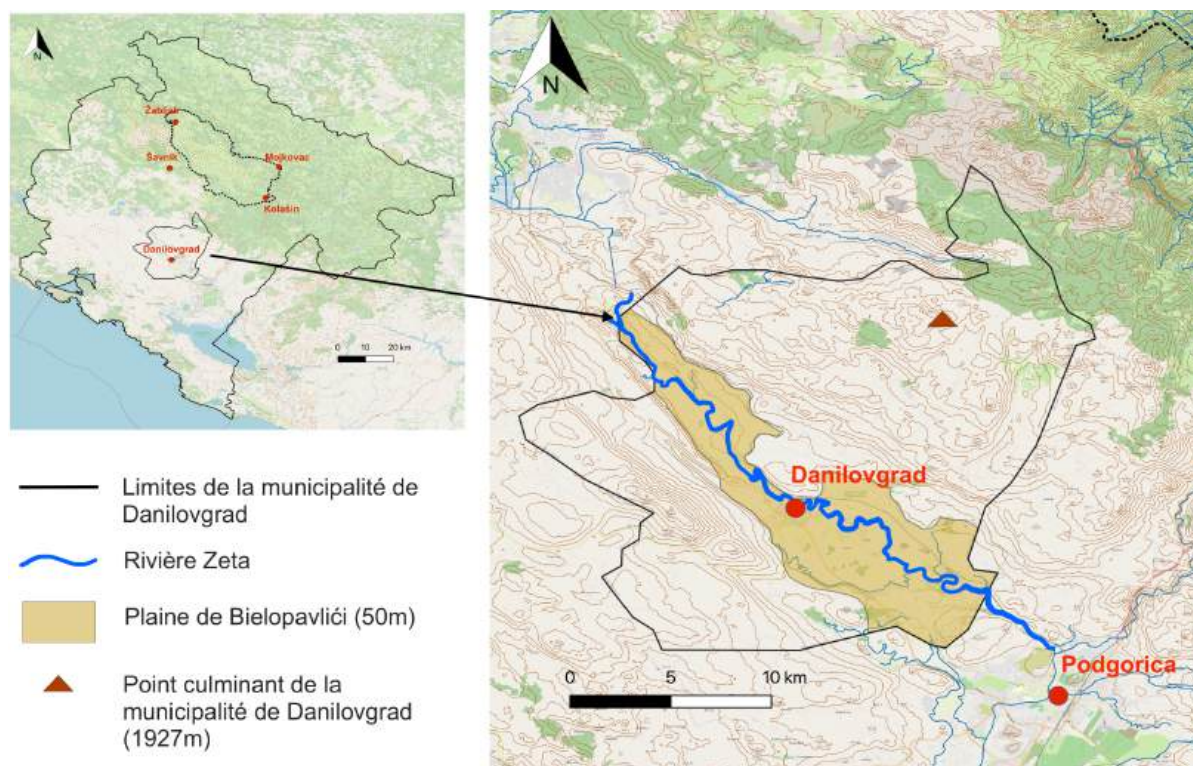 N
Žabljak
Šavnik
Mojkovac
Kolašin
Danilovgrad
0 10 20 km
N
Danilovgrad
Podgorica
0 5 10 km
Limites de la municipalité de
Danilovgrad
Rivière Zeta
Plaine de Bielopavlići (50m)
Point culminant de la
municipalité de Danilovgrad
(1927m)